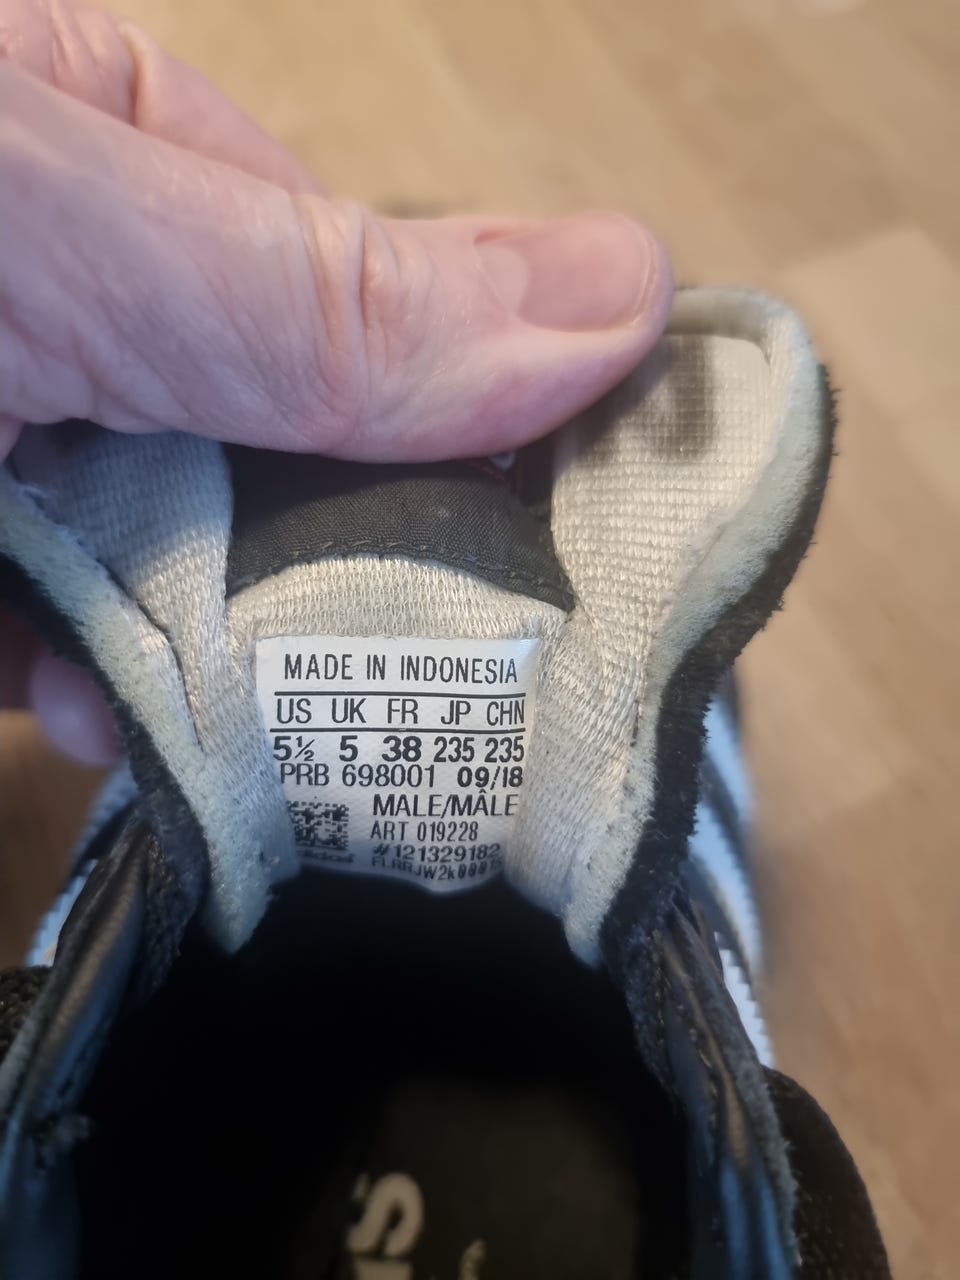 MADE IN INDONESIA
US UK FR JP CHN
5½ 5 38 235 235
PRB 698001 09/18
MALE/MÂLE
ART 019228
#121329182
adidas